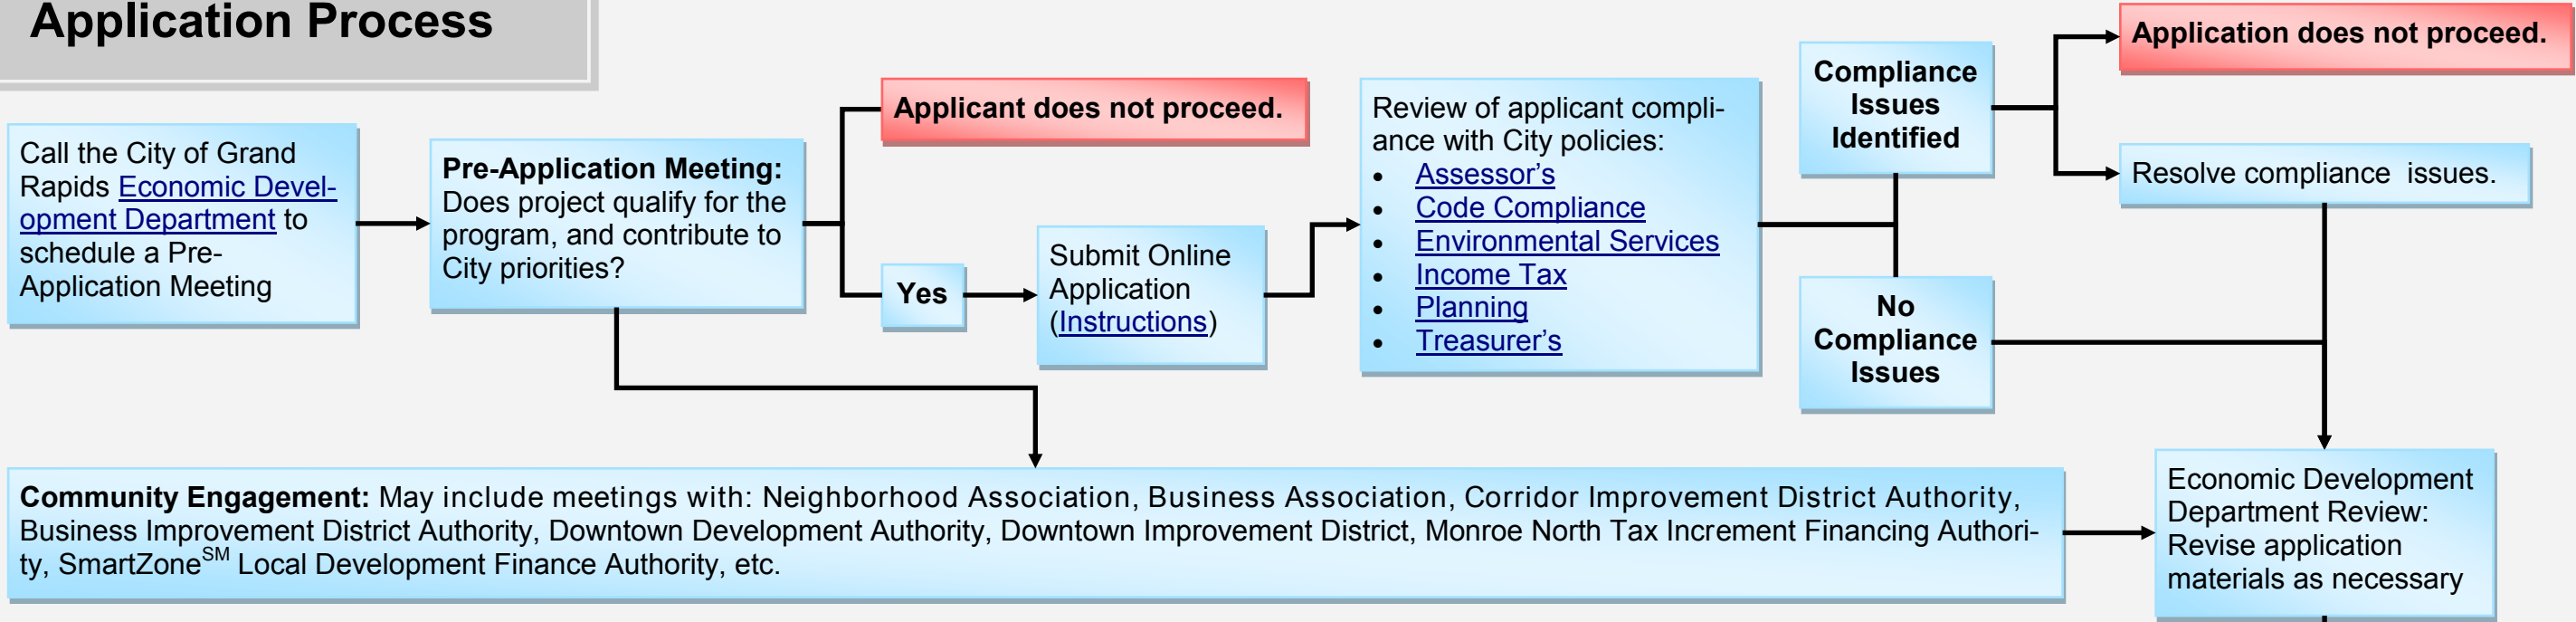 Application Process
Call the City of Grand
Rapids Economic Devel-
opment Department to
schedule a Pre-
Application Meeting
Pre-Application Meeting:
Does project qualify for the
program, and contribute to
City priorities?
Applicant does not proceed.
Yes
Submit Online
Application
(Instructions)
Review of applicant compli-
ance with City policies:
• Assessor's
• Code Compliance
• Environmental Services
• Income Tax
• Planning
• Treasurer's
Compliance
Issues
Identified
No
Compliance
Issues
Application does not proceed.
Resolve compliance  issues.
Community Engagement: May include meetings with: Neighborhood Association, Business Association, Corridor Improvement District Authority,
Business Improvement District Authority, Downtown Development Authority, Downtown Improvement District, Monroe North Tax Increment Financing Authori-
ty, SmartZoneSM Local Development Finance Authority, etc.
Economic Development
Department Review:
Revise application
materials as necessary